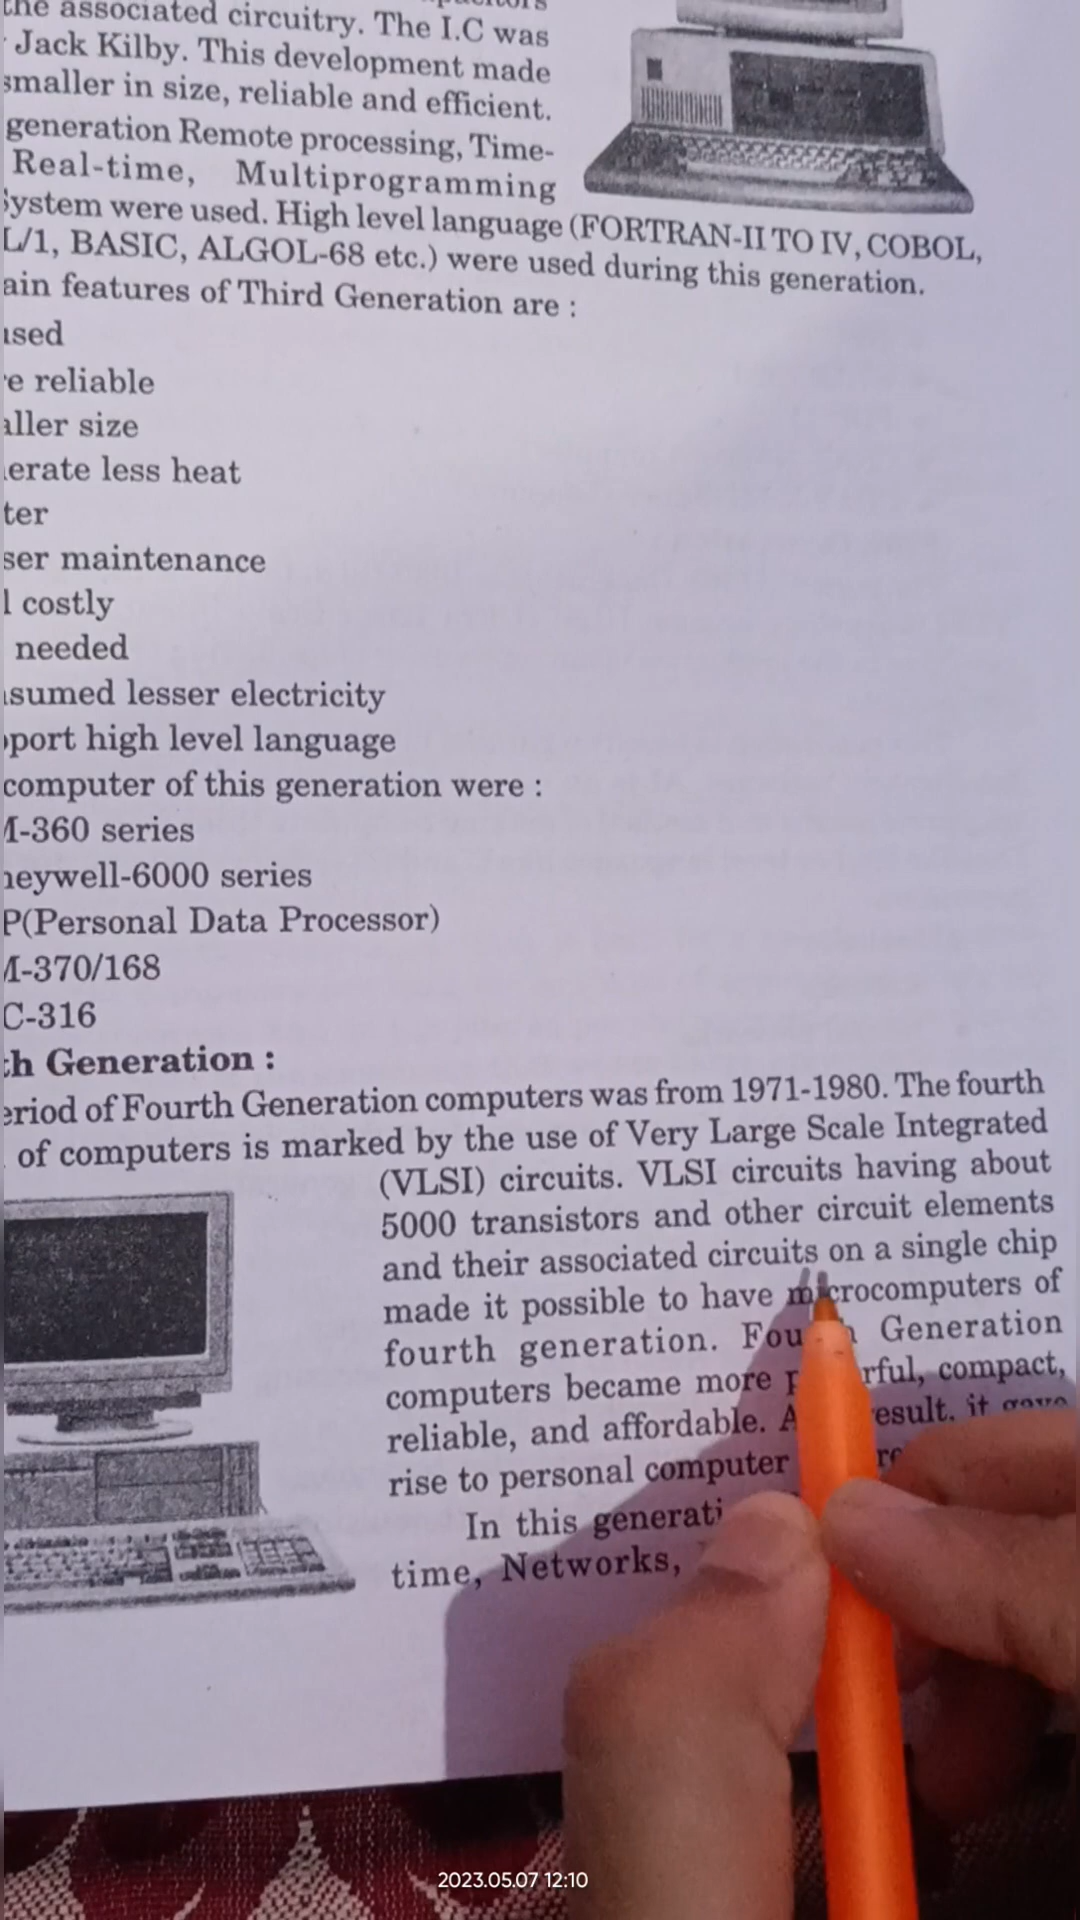 the associated circuitry. The I.C was
Jack Kilby. This development made
smaller in size, reliable and efficient.
generation Remote processing, Time-
Real-time, Multiprogramming
System were used. High level language (FORTRAN-II TO IV, COBOL,
L/1, BASIC, ALGOL-68 etc.) were used during this generation.
ain features of Third Generation are :
used
e reliable
aller size
erate less heat
ter
ser maintenance
l costly
needed
sumed lesser electricity
pport high level language
computer of this generation were :
M-360 series
neywell-6000 series
P(Personal Data Processor)
M-370/168
C-316
th Generation :
eriod of Fourth Generation computers was from 1971-1980. The fourth
of computers is marked by the use of Very Large Scale Integrated
(VLSI) circuits. VLSI circuits having about
5000 transistors and other circuit elements
and their associated circuits on a single chip
made it possible to have microcomputers of
fourth generation. Generation
computers became more compact,
reliable, and affordable. it gave
rise to personal computer
In this
time, Networks,
2023.05.07 12:10